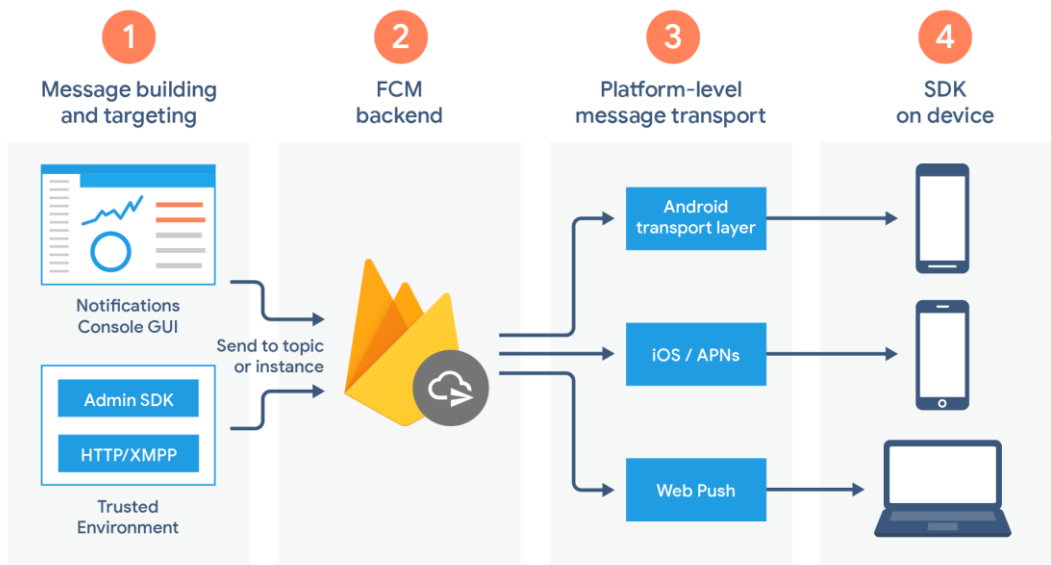 1
Message building
and targeting
2
FCM
backend
3
Platform-level
message transport
4
SDK
on device
Notifications
Console GUI
Send to topic
or instance
Admin SDK
HTTP/XMPP
Trusted
Environment
Android
transport layer
iOS / APNs
Web Push